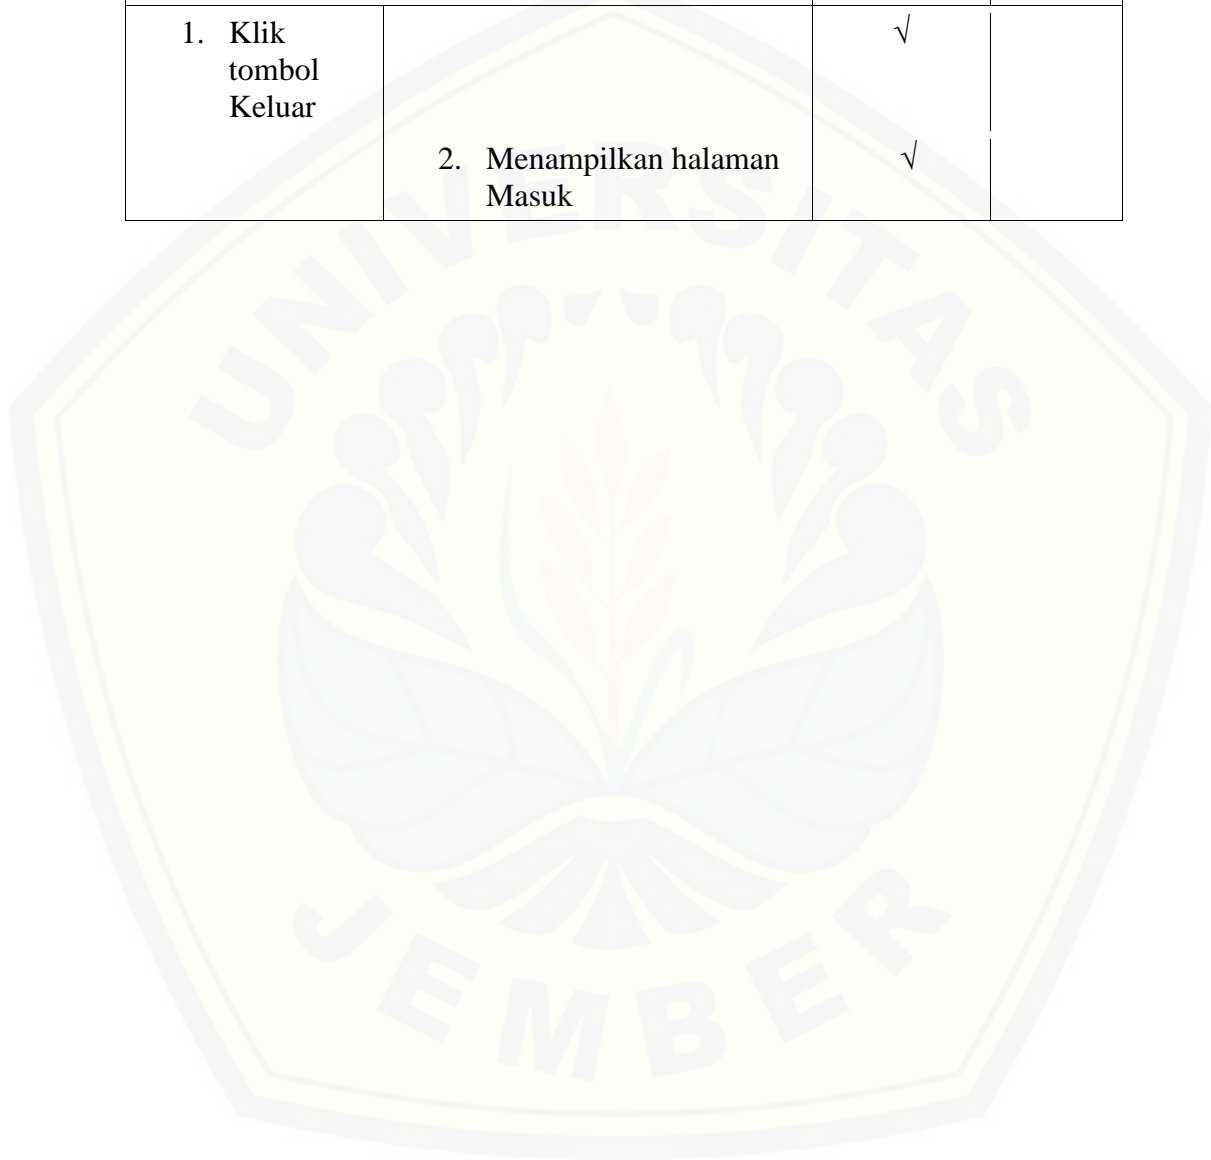 1. Klik
tombol
Keluar
√
2. Menampilkan halaman
Masuk
√
UNIVERSITAS
JEMBER